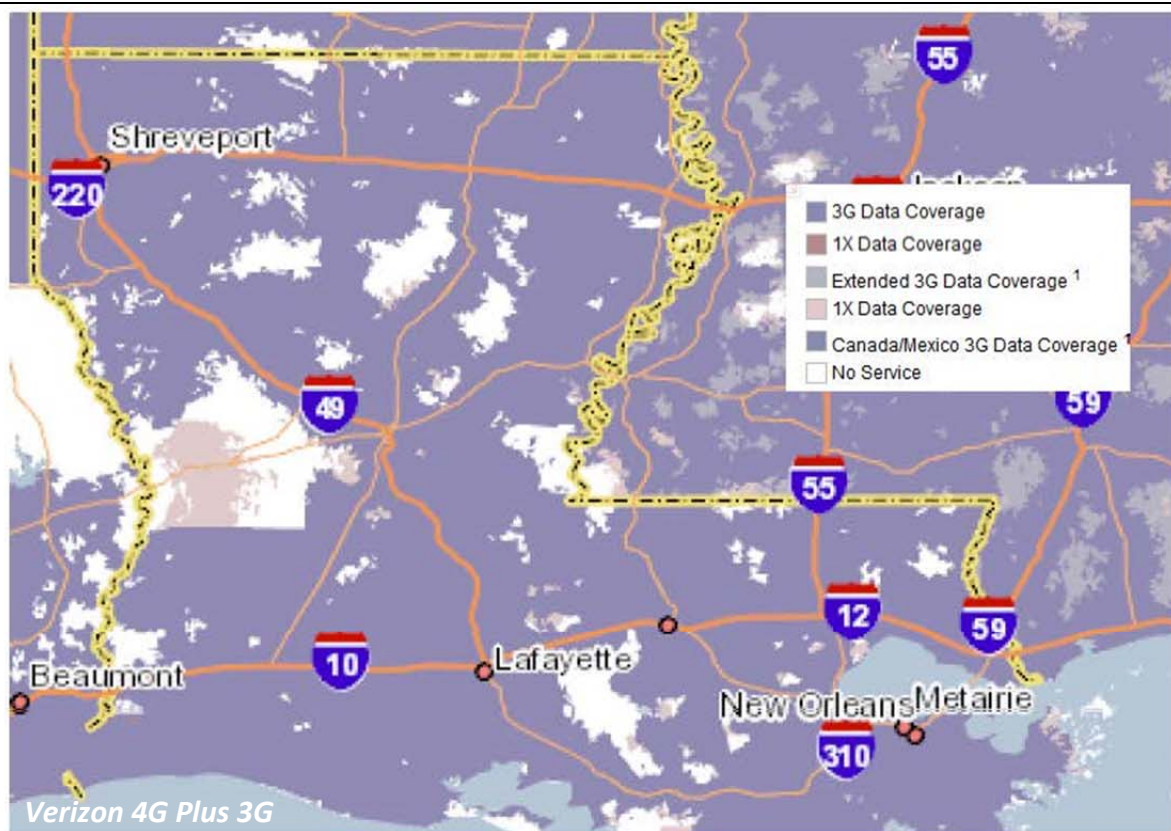 55
Shreveport
220
Jackson
3G Data Coverage
1X Data Coverage
Extended 3G Data Coverage 1
1X Data Coverage
Canada/Mexico 3G Data Coverage 1
No Service
49
59
55
12
59
10
Lafayette
Beaumont
New Orleans
Metairie
310
Verizon 4G Plus 3G